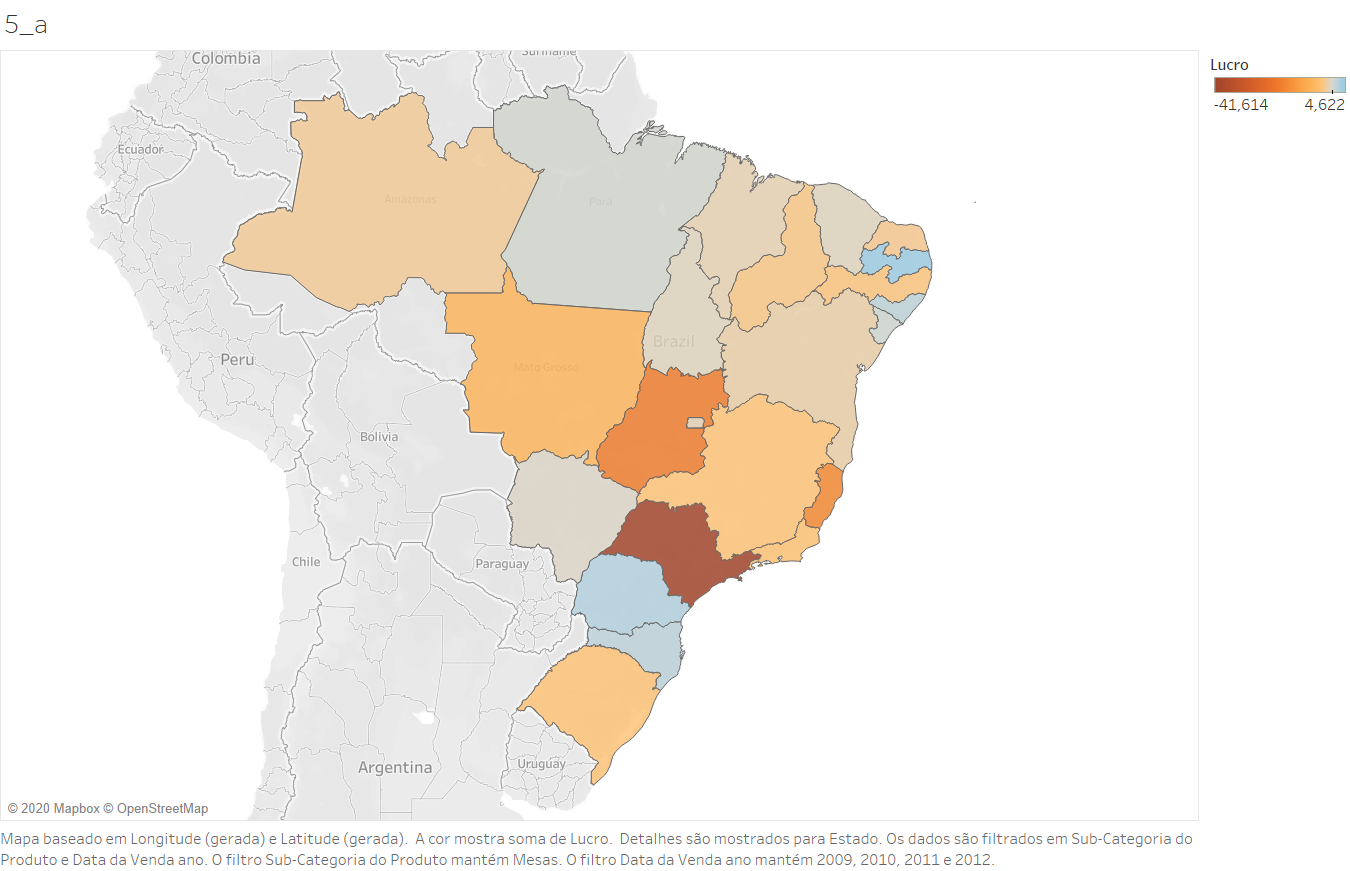 5_a
Lucro
-41,614 4,622
Colombia
Suriname
Ecuador
Amazonas
Pará
Peru
Brazil
Mato Grosso
Bolivia
Chile
Paraguay
Argentina
Uruguay
© 2020 Mapbox © OpenStreetMap
Mapa baseado em Longitude (gerada) e Latitude (gerada). A cor mostra soma de Lucro. Detalhes são mostrados para Estado. Os dados são filtrados em Sub-Categoria do
Produto e Data da Venda ano. O filtro Sub-Categoria do Produto mantém Mesas. O filtro Data da Venda ano mantém 2009, 2010, 2011 e 2012.